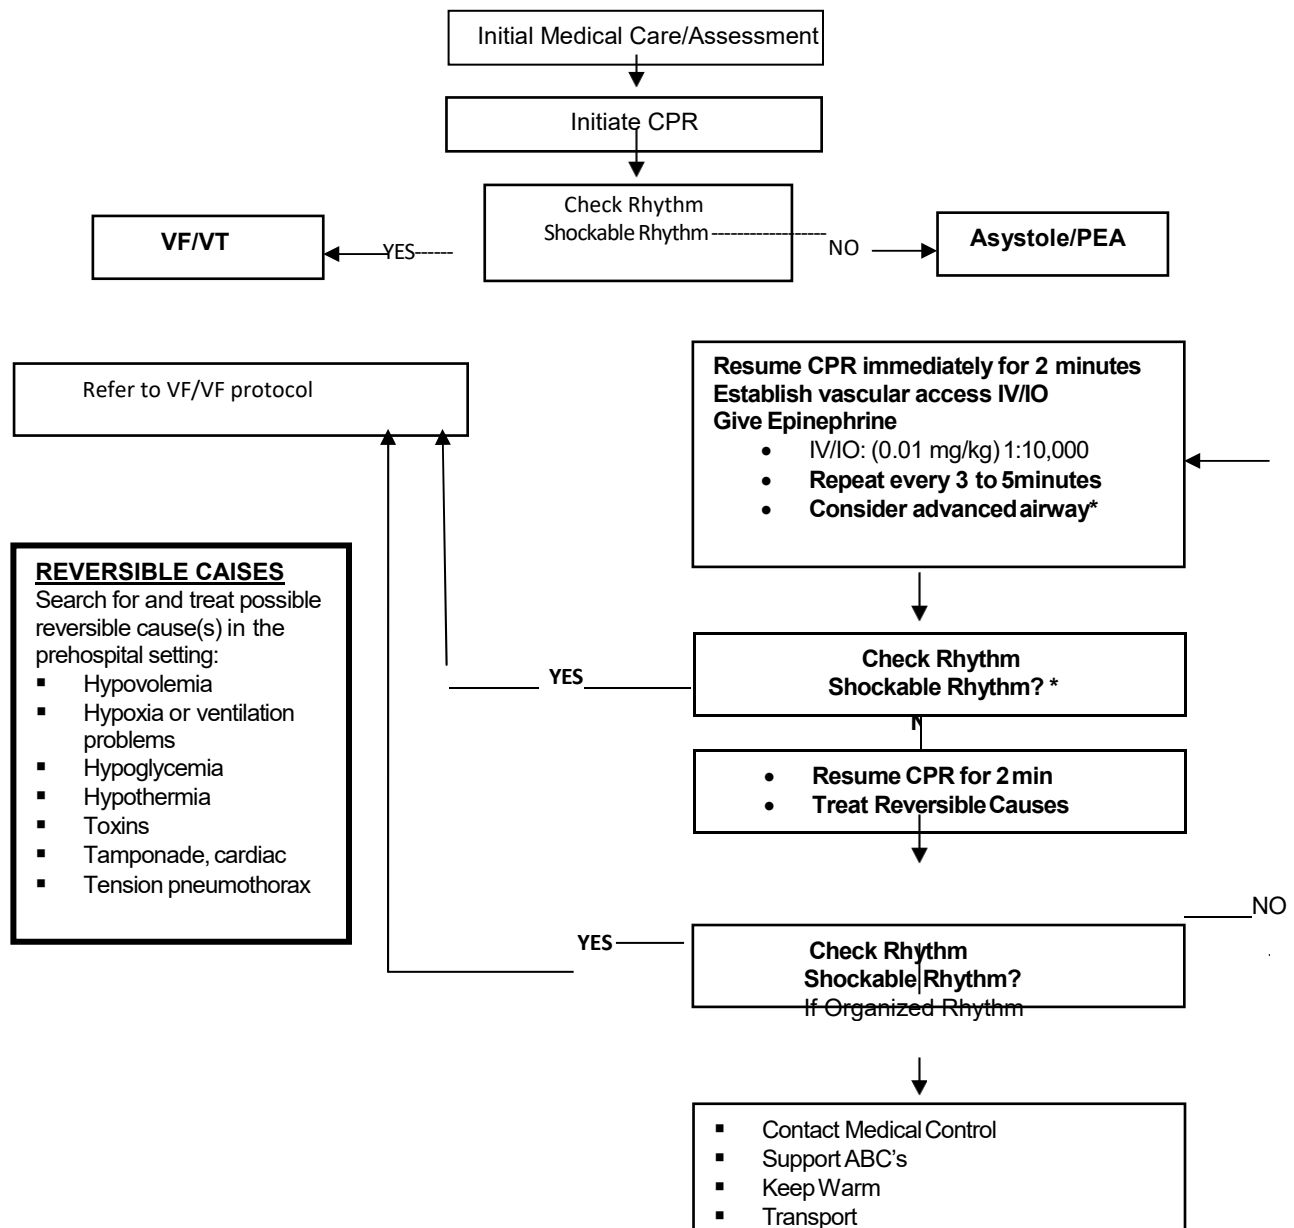 Initial Medical Care/Assessment
Initiate CPR
Check Rhythm
Shockable Rhythm
VF/VT
YES
NO
Asystole/PEA
Refer to VF/VF protocol
Resume CPR immediately for 2 minutes
Establish vascular access IV/IO
Give Epinephrine
• IV/IO: (0.01 mg/kg) 1:10,000
• Repeat every 3 to 5minutes
• Consider advanced airway*
REVERSIBLE CAISES
Search for and treat possible
reversible cause(s) in the
prehospital setting:
▪ Hypovolemia
▪ Hypoxia or ventilation
problems
▪ Hypoglycemia
▪ Hypothermia
▪ Toxins
▪ Tamponade, cardiac
▪ Tension pneumothorax
YES
Check Rhythm
Shockable Rhythm? *
• Resume CPR for 2 min
• Treat Reversible Causes
NO
YES
Check Rhythm
Shockable Rhythm?
If Organized Rhythm
▪ Contact Medical Control
▪ Support ABC's
▪ Keep Warm
▪ Transport